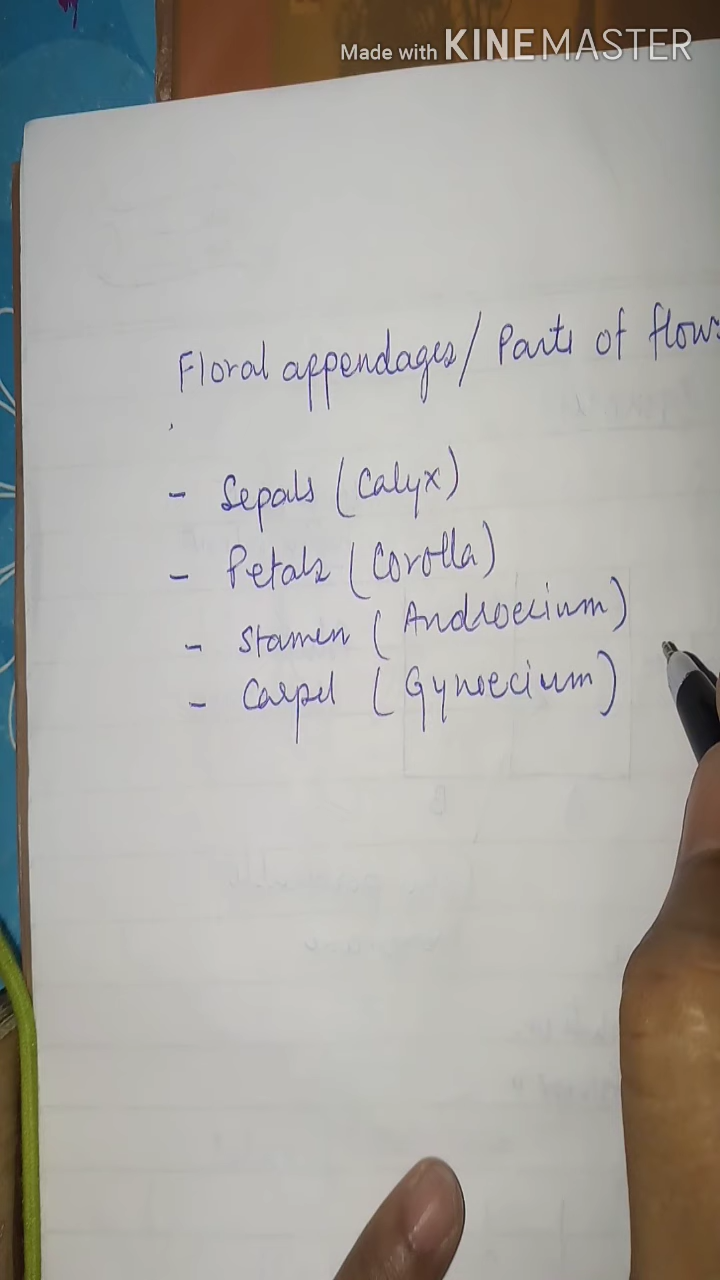 Made with KINEMASTER
Floral appendages/ Parts of flow
- Sepals (Calyx)
- Petals (Corolla)
- Stamen (Androecium)
- Carpel (Gynoecium)